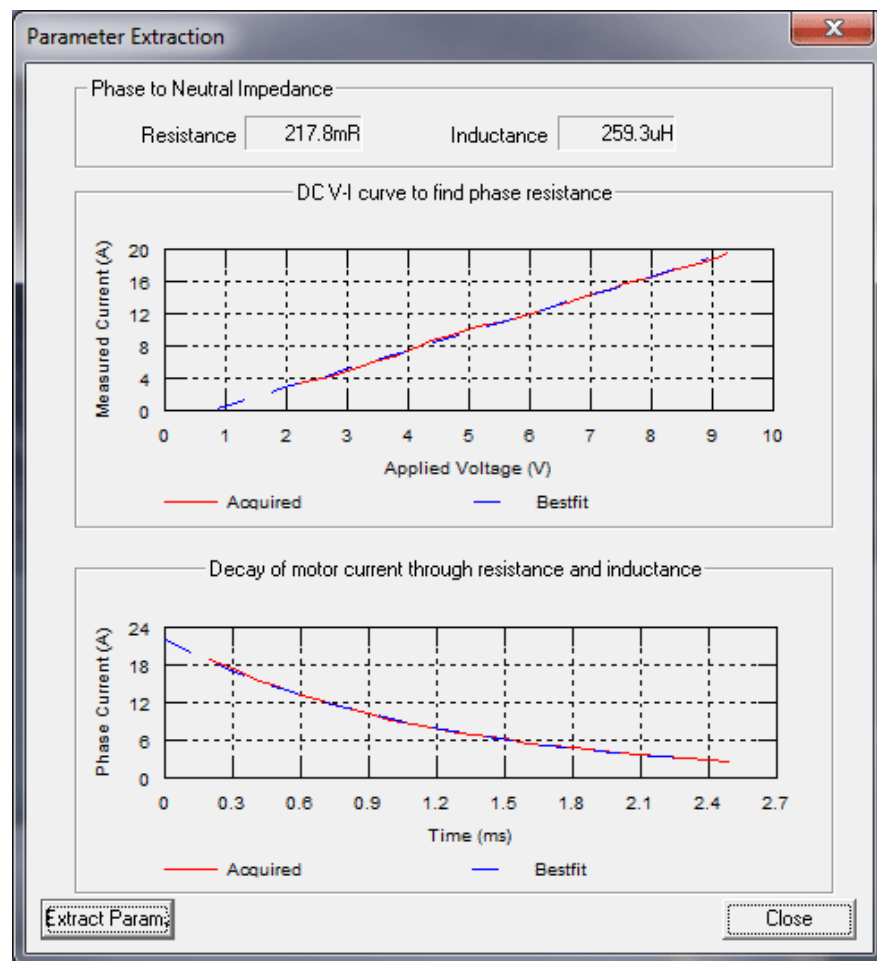 Parameter Extraction
Phase to Neutral Impedance
Resistance 217.8mR Inductance 259.3uH
DC V-I curve to find phase resistance
Measured Current (A)
20
16
12
8
4
0
0 1 2 3 4 5 6 7 8 9 10
Applied Voltage (V)
Acquired Bestfit
Decay of motor current through resistance and inductance
Phase Current (A)
24
18
12
6
0
0 0.3 0.6 0.9 1.2 1.5 1.8 2.1 2.4 2.7
Time (ms)
Acquired Bestfit
Extract Params Close